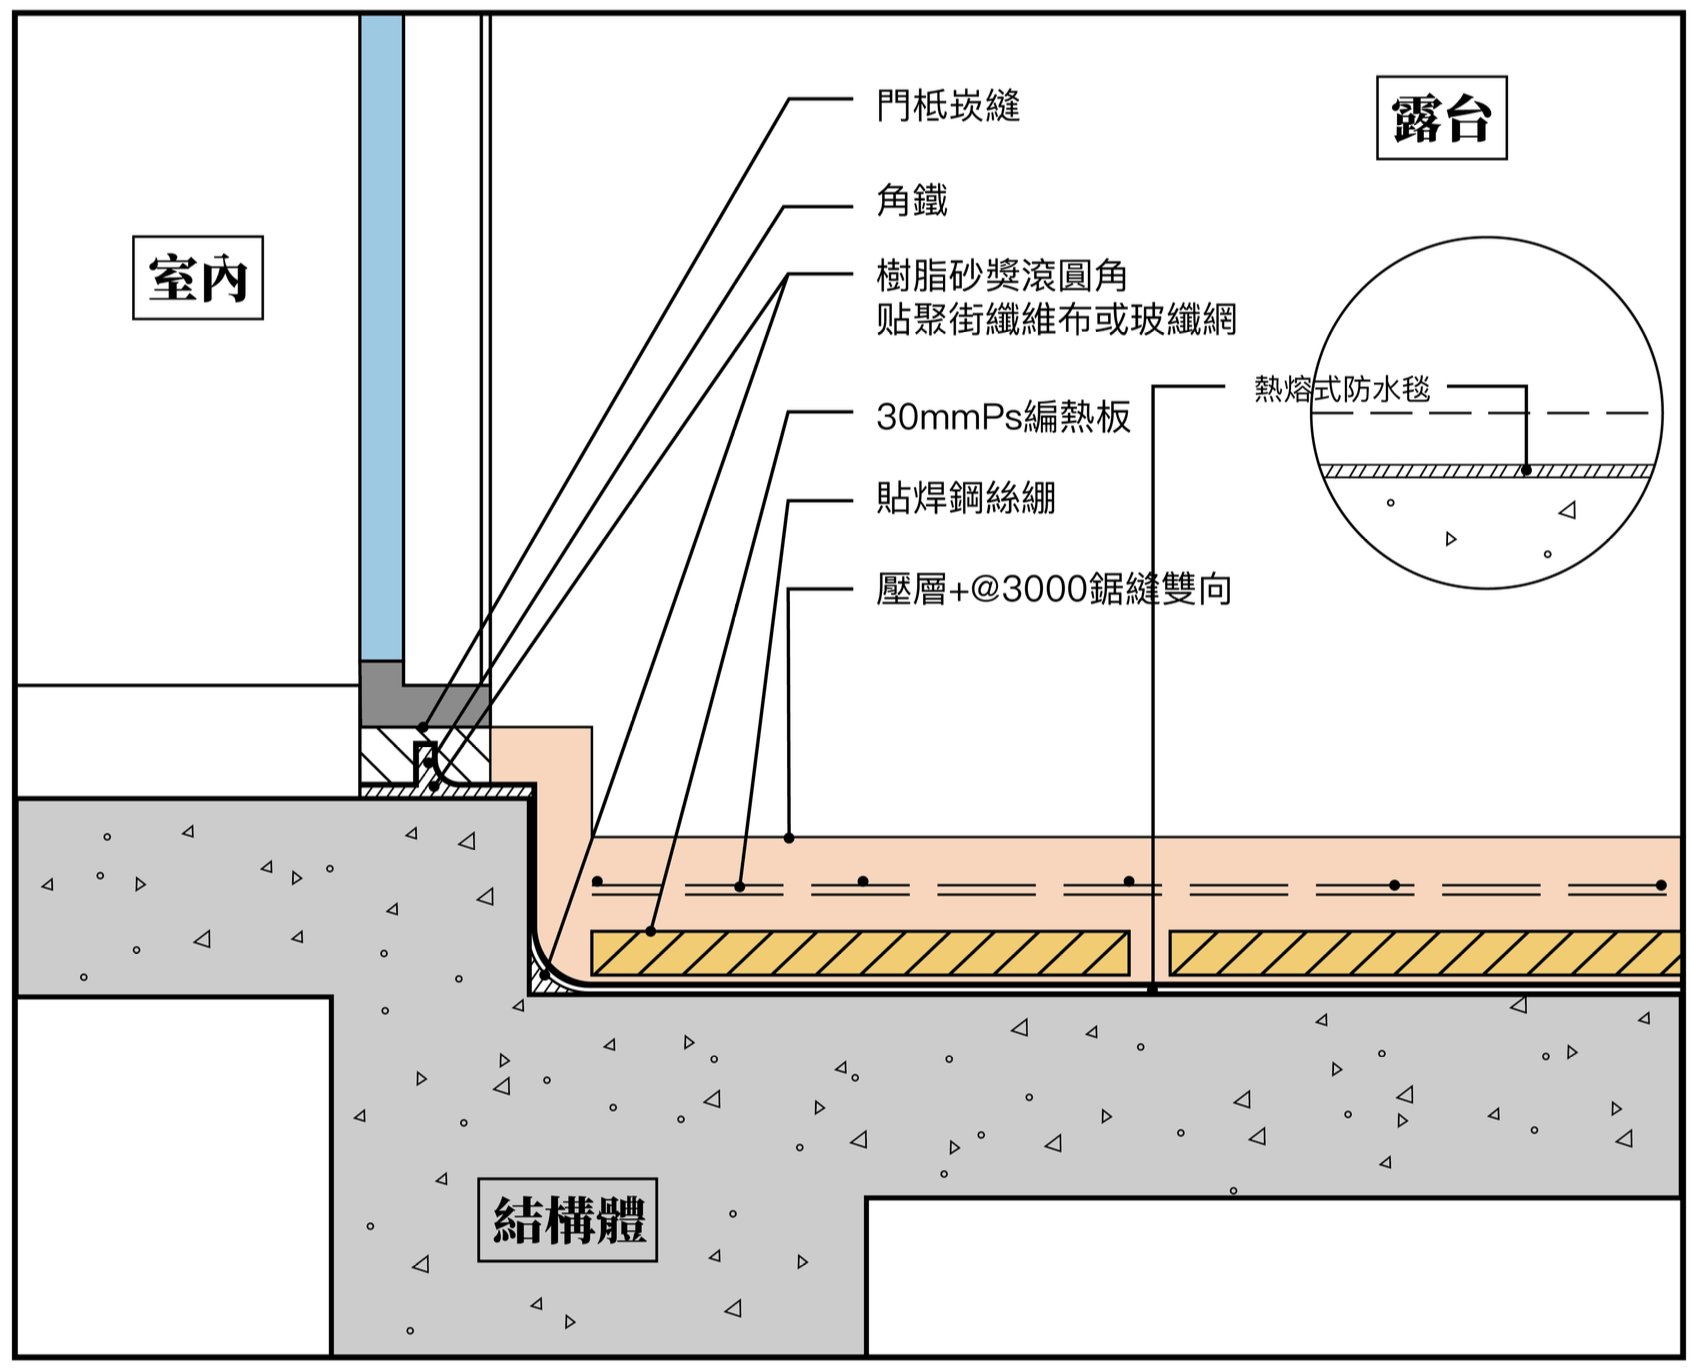 門柢崁縫
露台
角鐵
室內
樹脂砂獎滾圓角
贴聚街纖維布或玻纖網
熱熔式防水毯
30mmPs編熱板
貼焊鋼絲綳
壓層+@3000鋸縫雙向
結構體